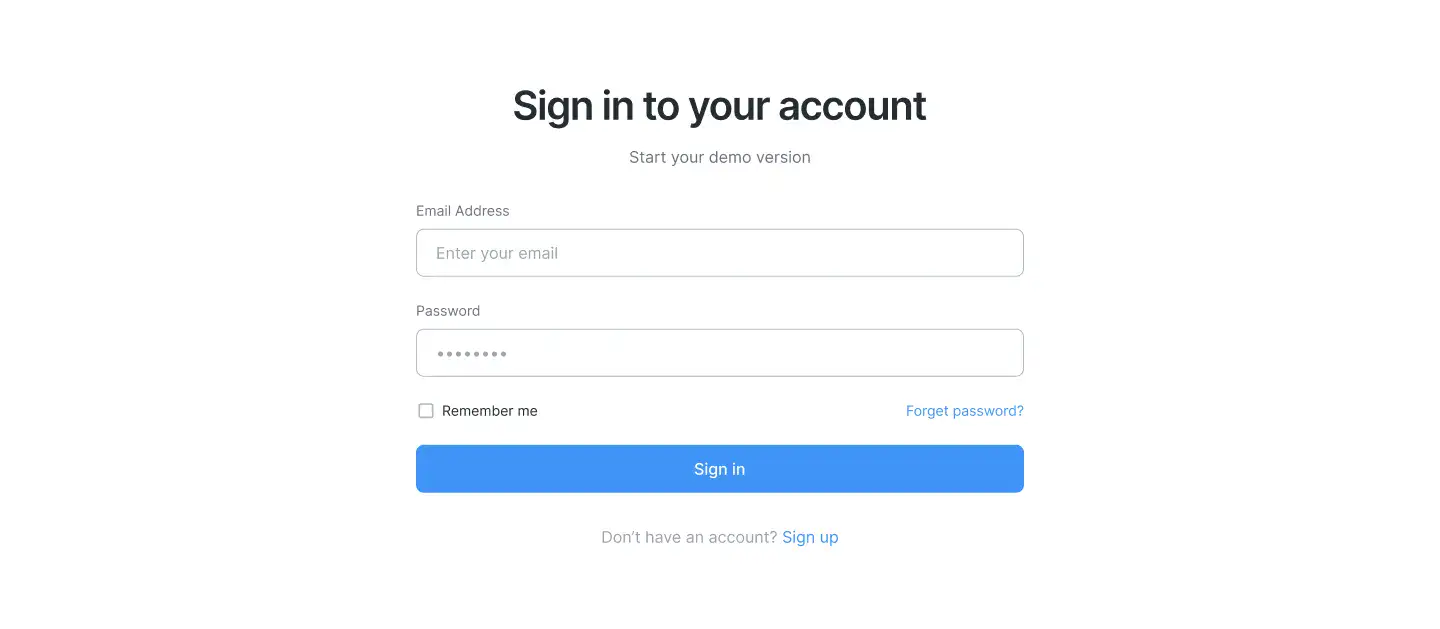 Sign in to your account
Start your demo version
Email Address
Enter your email
Password
••••••••
Remember me
Forget password?
Sign in
Don’t have an account? Sign up